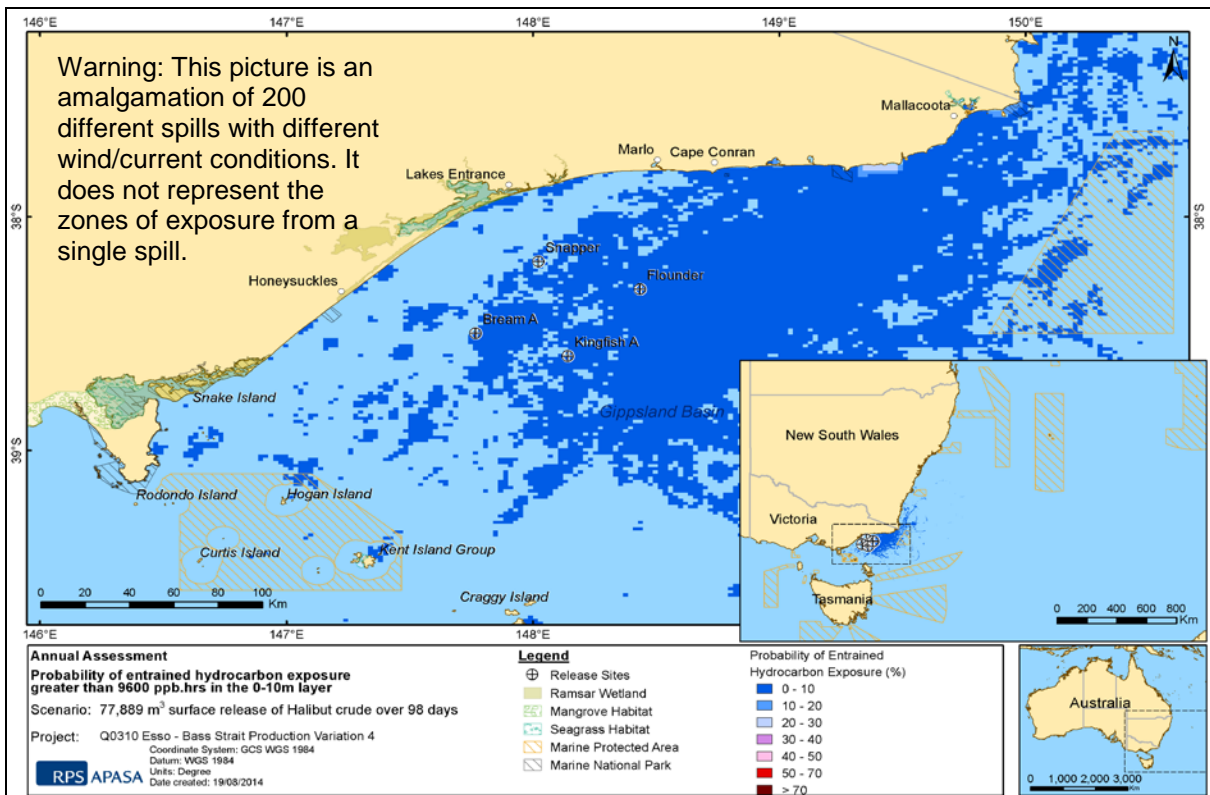 146°E 147°E 148°E 149°E 150°E
Warning: This picture is an
amalgamation of 200
different spills with different
wind/current conditions. It
does not represent the
zones of exposure from a
single spill.
N
Mallacoota
Marlo
Cape Conran
Lakes Entrance
38°S
38°S
Snapper
Flounder
Honeysuckles
Bream A
Kingfish A
Snake Island
Gippsland Basin
39°S
Rodondo Island
Hogan Island
Curtis Island
Kent Island Group
Craggy Island
0 20 40 60 80 100
Km
New South Wales
Victoria
Tasmania
0 200 400 600 800
Km
146°E 147°E 148°E
Annual Assessment
Probability of entrained hydrocarbon exposure
greater than 9600 ppb.hrs in the 0-10m layer
Scenario: 77,889 m³ surface release of Halibut crude over 98 days
Project: Q0310 Esso - Bass Strait Production Variation 4
Coordinate System: GCS WGS 1984
Datum: WGS 1984
Units: Degree
Date created: 19/08/2014
RPS APASA
Legend
Release Sites
Ramsar Wetland
Mangrove Habitat
Seagrass Habitat
Marine Protected Area
Marine National Park
Probability of Entrained
Hydrocarbon Exposure (%)
0 - 10
10 - 20
20 - 30
30 - 40
40 - 50
50 - 70
> 70
Australia
0 1,000 2,000 3,000
Km